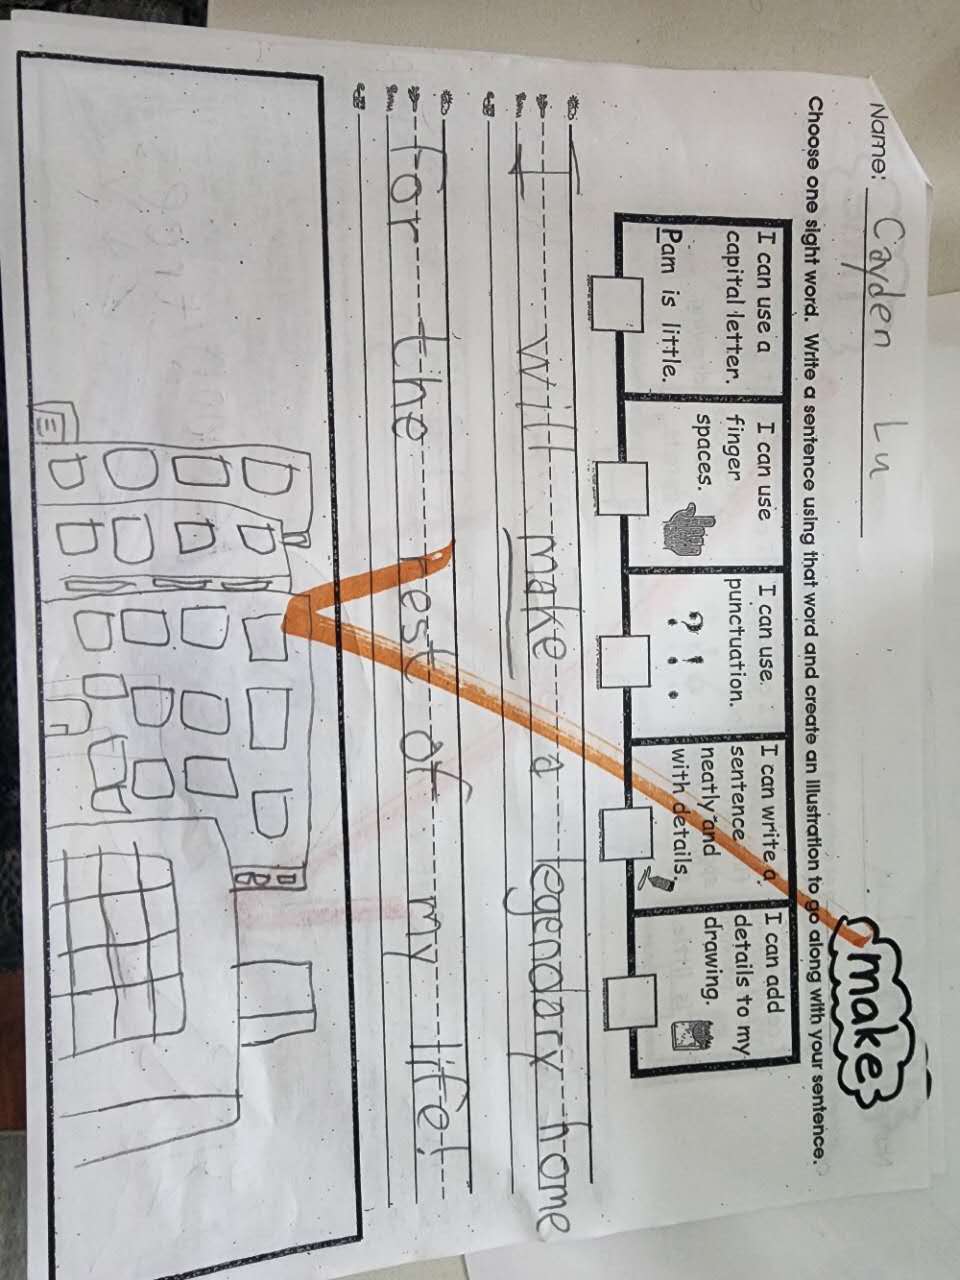 Name: Cayden Lu
make
Choose one sight word. Write a sentence using that word and create an illustration to go along with your sentence.
I can use a
capital letter.
Pam is little.
I can use
finger
spaces.
I can use
punctuation.
? ! .
I can write a
sentence
neatly and
with details.
I can add
details to my
drawing.
I will make a legendary home
for the rest of my life!